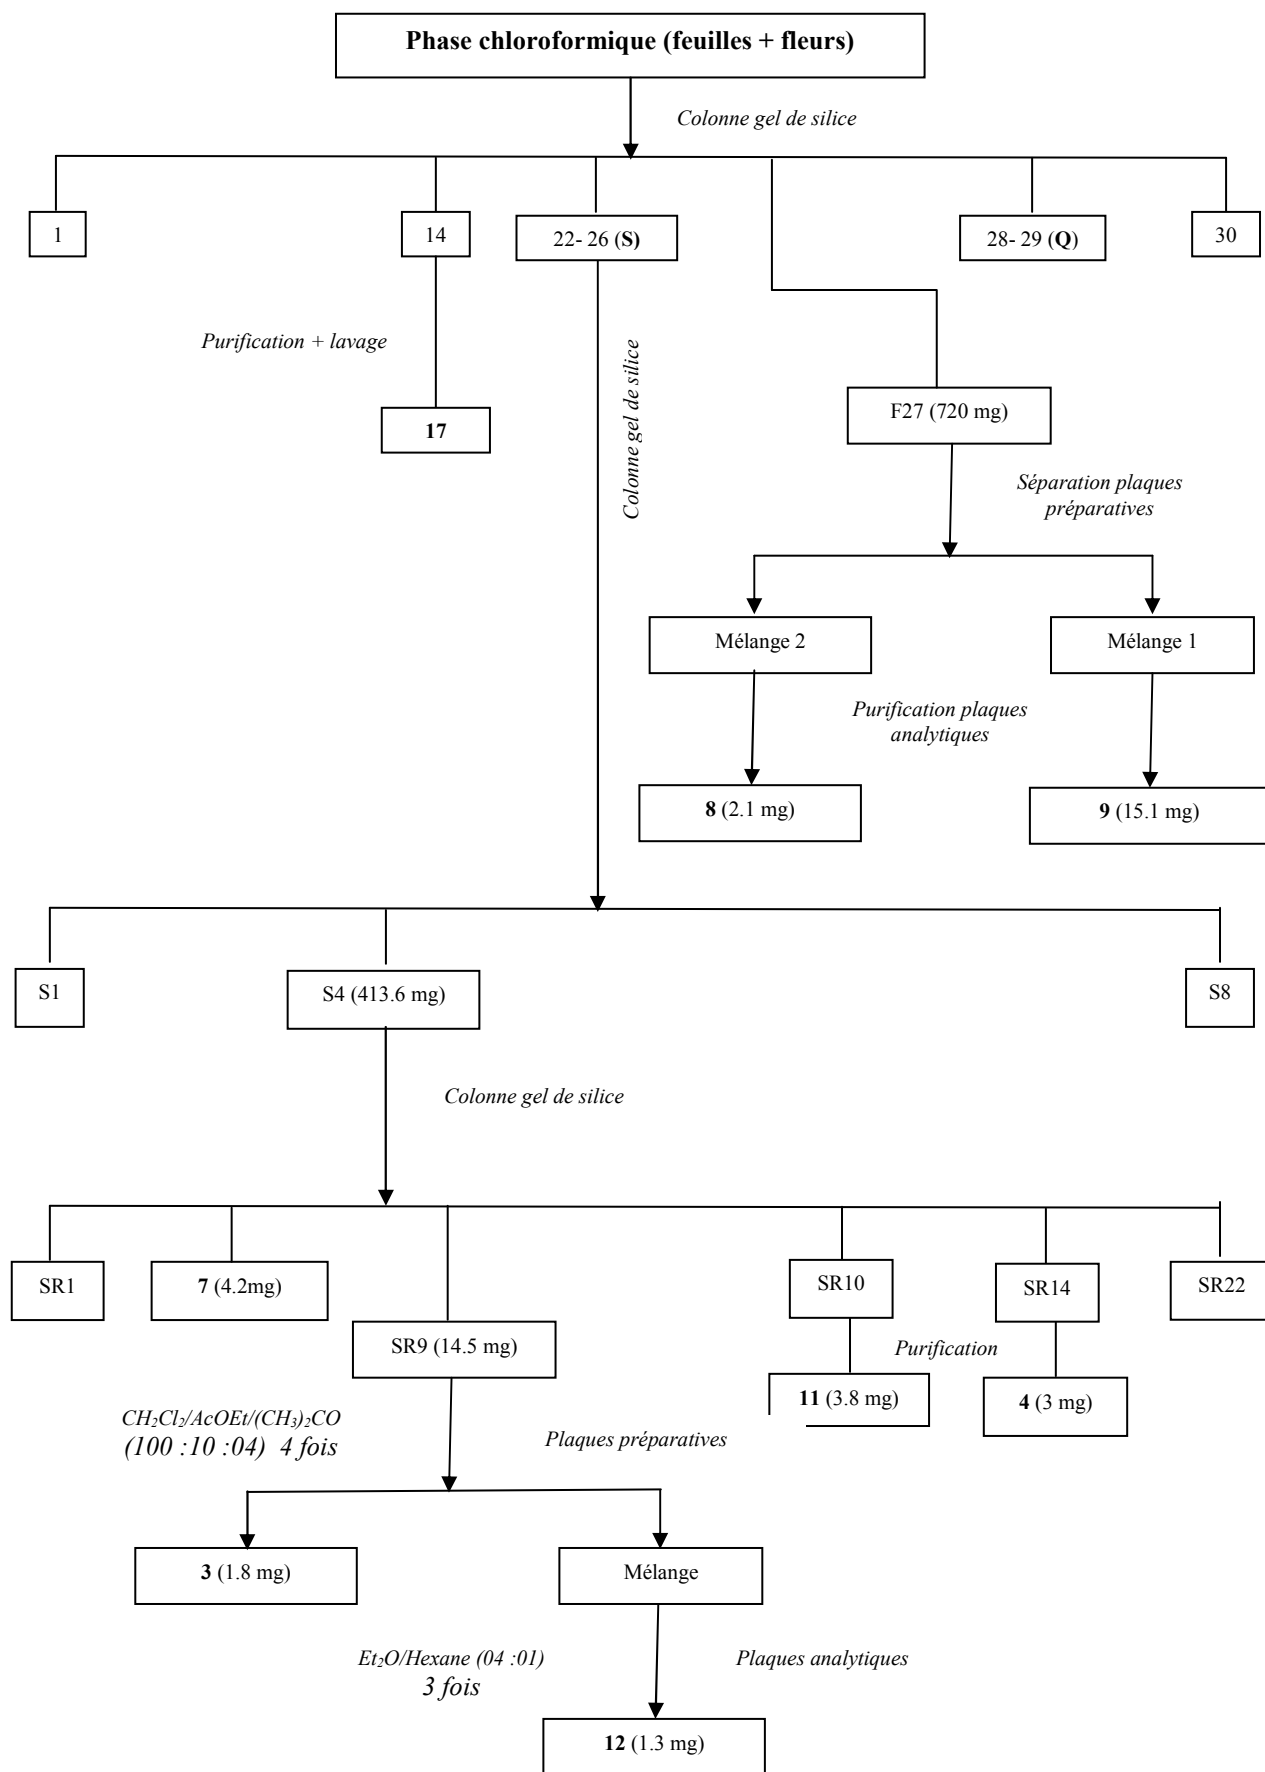 Phase chloroformique (feuilles + fleurs)
Colonne gel de silice
1
14
22- 26 (S)
28- 29 (Q)
30
Purification + lavage
Colonne gel de silice
17
F27 (720 mg)
Séparation plaques
préparatives
Mélange 2
Mélange 1
Purification plaques
analytiques
8 (2.1 mg)
9 (15.1 mg)
S1
S4 (413.6 mg)
S8
Colonne gel de silice
SR1
7 (4.2mg)
SR10
SR14
SR22
SR9 (14.5 mg)
Purification
11 (3.8 mg)
4 (3 mg)
CH₂Cl₂/AcOEt/(CH₃)₂CO
(100 :10 :04) 4 fois
Plaques préparatives
3 (1.8 mg)
Mélange
Et₂O/Hexane (04 :01)
3 fois
Plaques analytiques
12 (1.3 mg)